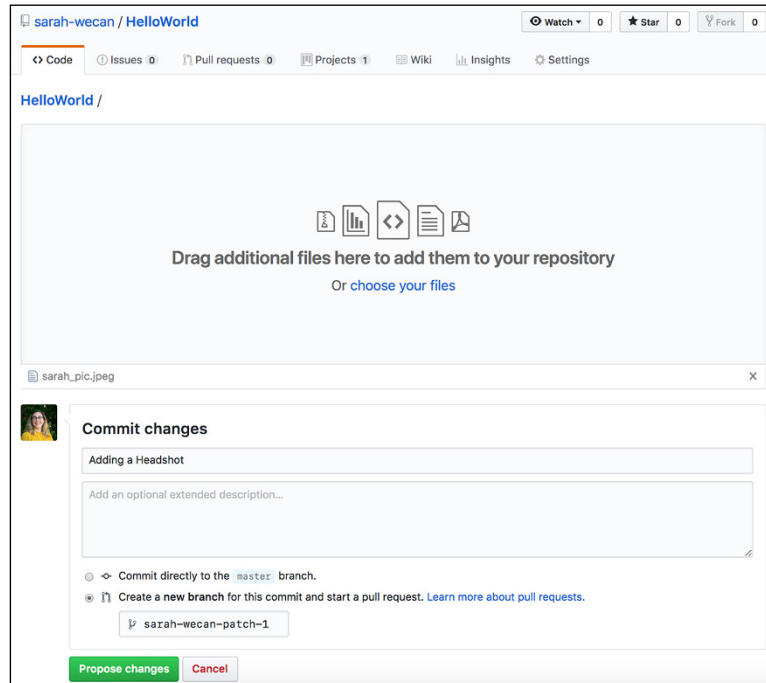 sarah-wecan / HelloWorld
Watch 0 Star 0 Fork 0
Code Issues 0 Pull requests 0 Projects 1 Wiki Insights Settings
HelloWorld /
Drag additional files here to add them to your repository
Or choose your files
sarah_pic.jpeg
Commit changes
Adding a Headshot
Add an optional extended description...
Commit directly to the master branch.
Create a new branch for this commit and start a pull request. Learn more about pull requests.
sarah-wecan-patch-1
Propose changes Cancel